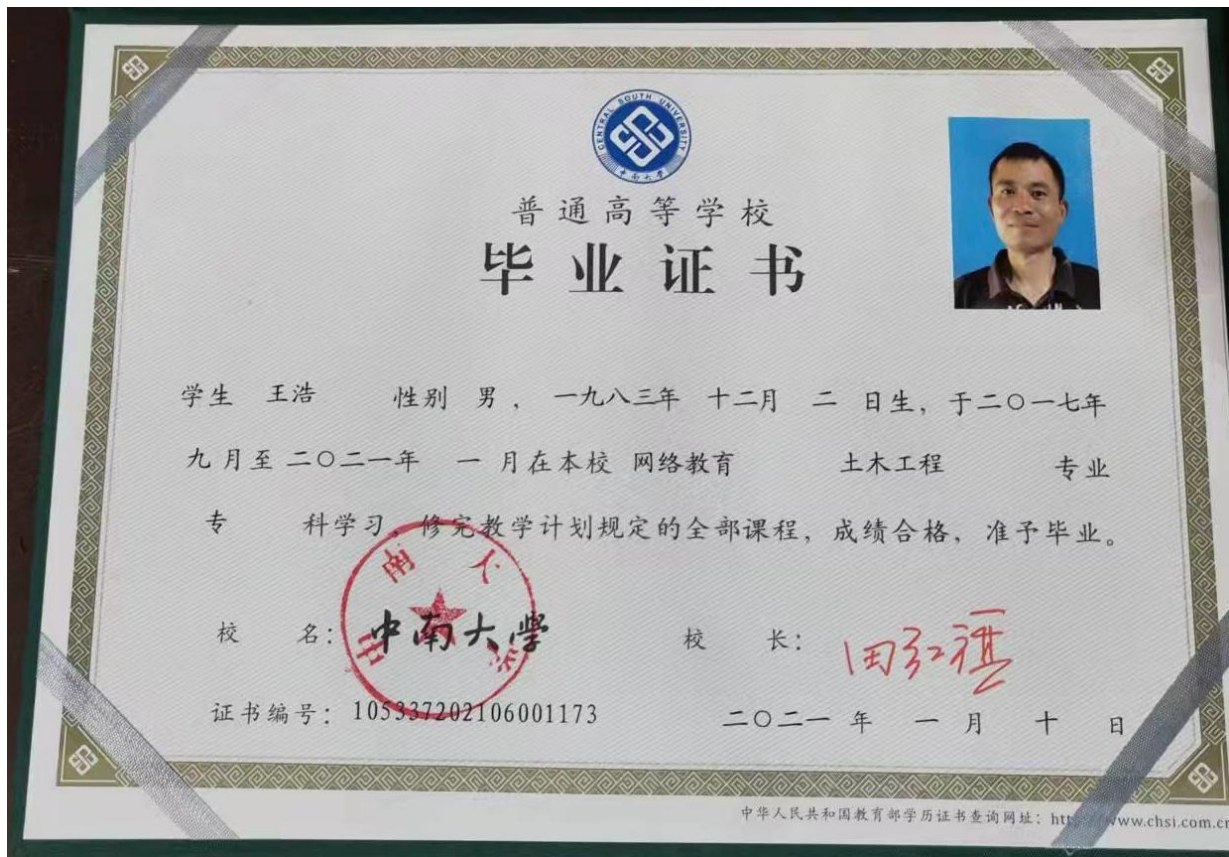 CENTRAL SOUTH UNIVERSITY
中南大学
普通高等学校
毕业证书
学生 王浩 性别 男 ， 一九八三年 十二月 二 日生，于二〇一七年
九月至二〇二一年 一 月在本校 网络教育 土木工程 专业
专 科学习，修完教学计划规定的全部课程，成绩合格，准予毕业。
校 名： 中南大學 校 长： 田红旗
中南大学
证书编号：105337202106001173 二〇二一 年 一 月 十 日
中华人民共和国教育部学历证书查询网址：www.chsi.com.cn